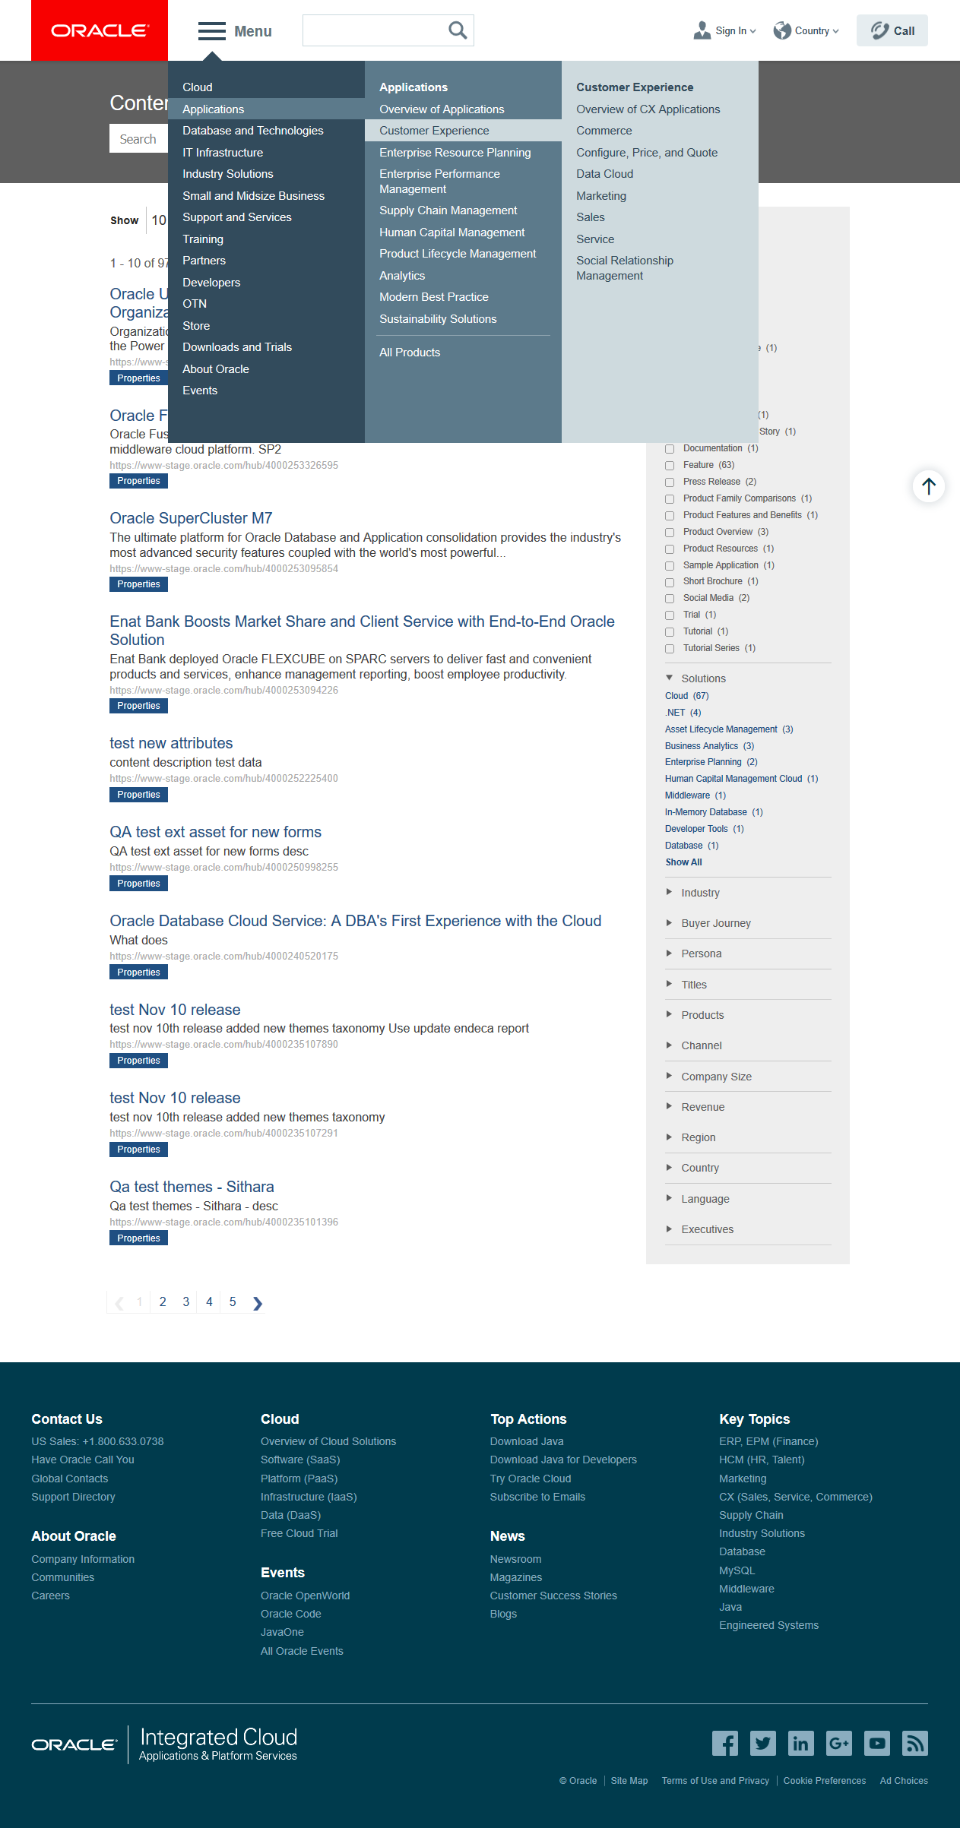 ORACLE
Menu
Sign In
Country
Call
Cloud
Applications
Database and Technologies
IT Infrastructure
Industry Solutions
Small and Midsize Business
Support and Services
Training
Partners
Developers
OTN
Store
Downloads and Trials
About Oracle
Events
Applications
Overview of Applications
Customer Experience
Enterprise Resource Planning
Enterprise Performance
Management
Supply Chain Management
Human Capital Management
Product Lifecycle Management
Analytics
Modern Best Practice
Sustainability Solutions
All Products
Customer Experience
Overview of CX Applications
Commerce
Configure, Price, and Quote
Data Cloud
Marketing
Sales
Service
Social Relationship
Management
Search
Show 10
1 - 10 of 97
Oracle U
Organiza
Organizatio
the Power
https://www-s
Properties
Oracle F
Oracle Fus
middleware cloud platform. SP2
https://www-stage.oracle.com/hub/4000253326595
Properties
Oracle SuperCluster M7
The ultimate platform for Oracle Database and Application consolidation provides the industry's
most advanced security features coupled with the world's most powerful...
https://www-stage.oracle.com/hub/4000253095854
Properties
Enat Bank Boosts Market Share and Client Service with End-to-End Oracle
Solution
Enat Bank deployed Oracle FLEXCUBE on SPARC servers to deliver fast and convenient
products and services, enhance management reporting, boost employee productivity.
https://www-stage.oracle.com/hub/4000253094226
Properties
test new attributes
content description test data
https://www-stage.oracle.com/hub/4000252225400
Properties
QA test ext asset for new forms
QA test ext asset for new forms desc
https://www-stage.oracle.com/hub/4000250998255
Properties
Oracle Database Cloud Service: A DBA's First Experience with the Cloud
What does
https://www-stage.oracle.com/hub/4000240520175
Properties
test Nov 10 release
test nov 10th release added new themes taxonomy Use update endeca report
https://www-stage.oracle.com/hub/4000235107890
Properties
test Nov 10 release
test nov 10th release added new themes taxonomy
https://www-stage.oracle.com/hub/4000235107291
Properties
Qa test themes - Sithara
Qa test themes - Sithara - desc
https://www-stage.oracle.com/hub/4000235101396
Properties
1 2 3 4 5
(1)
(1)
Story (1)
Documentation (1)
Feature (63)
Press Release (2)
Product Family Comparisons (1)
Product Features and Benefits (1)
Product Overview (3)
Product Resources (1)
Sample Application (1)
Short Brochure (1)
Social Media (2)
Trial (1)
Tutorial (1)
Tutorial Series (1)
Solutions
Cloud (67)
.NET (4)
Asset Lifecycle Management (3)
Business Analytics (3)
Enterprise Planning (2)
Human Capital Management Cloud (1)
Middleware (1)
In-Memory Database (1)
Developer Tools (1)
Database (1)
Show All
Industry
Buyer Journey
Persona
Titles
Products
Channel
Company Size
Revenue
Region
Country
Language
Executives
Contact Us
US Sales: +1.800.633.0738
Have Oracle Call You
Global Contacts
Support Directory
About Oracle
Company Information
Communities
Careers
Cloud
Overview of Cloud Solutions
Software (SaaS)
Platform (PaaS)
Infrastructure (IaaS)
Data (DaaS)
Free Cloud Trial
Events
Oracle OpenWorld
Oracle Code
JavaOne
All Oracle Events
Top Actions
Download Java
Download Java for Developers
Try Oracle Cloud
Subscribe to Emails
News
Newsroom
Magazines
Customer Success Stories
Blogs
Key Topics
ERP, EPM (Finance)
HCM (HR, Talent)
Marketing
CX (Sales, Service, Commerce)
Supply Chain
Industry Solutions
Database
MySQL
Middleware
Java
Engineered Systems
ORACLE Integrated Cloud
Applications & Platform Services
© Oracle Site Map Terms of Use and Privacy Cookie Preferences Ad Choices